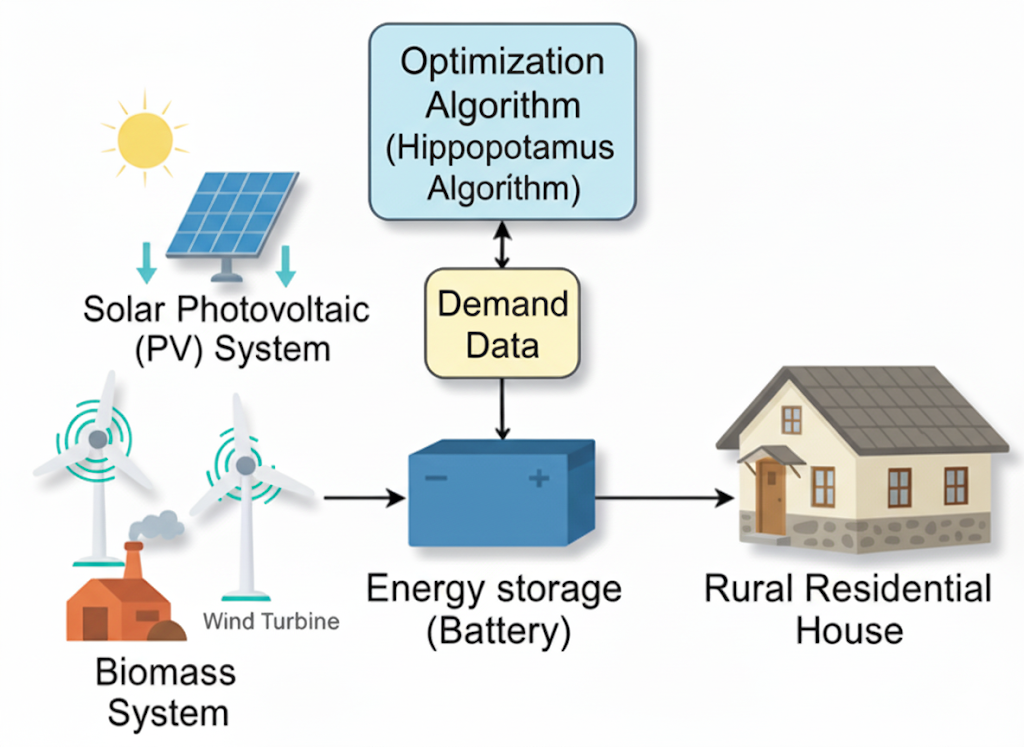 Optimization
Algorithm
(Hippopotamus
Algorithm)
Demand
Data
Solar Photovoltaic
(PV) System
Wind Turbine
Biomass
System
Energy storage
(Battery)
Rural Residential
House